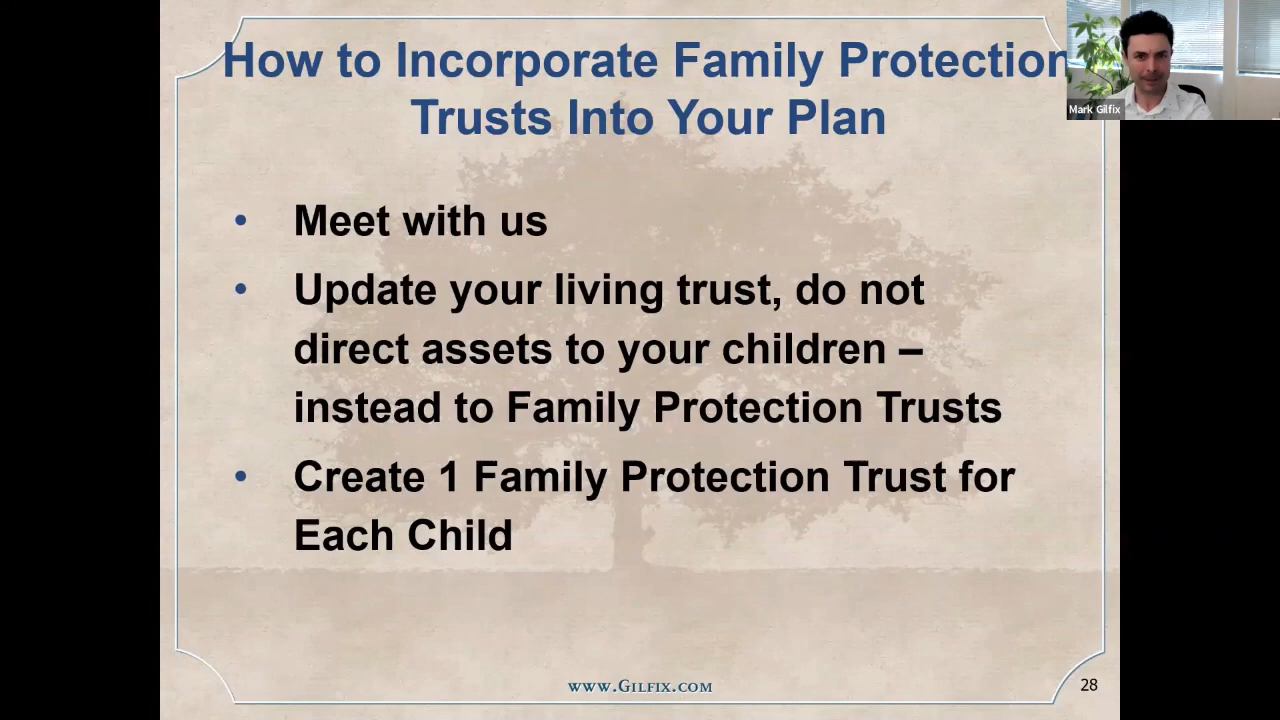 How to Incorporate Family Protection
Trusts Into Your Plan
Mark Gilfix
• Meet with us
• Update your living trust, do not
direct assets to your children –
instead to Family Protection Trusts
• Create 1 Family Protection Trust for
Each Child
www.Gilfix.com
28